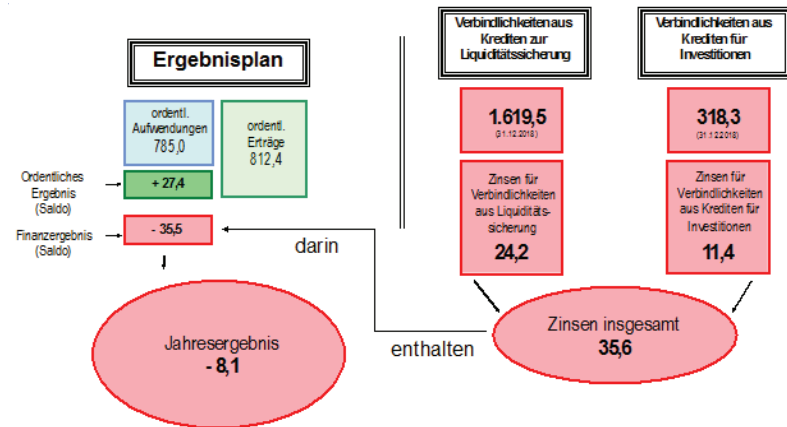 Ergebnisplan
ordentl.
Aufwendungen
785,0
ordentl.
Erträge
812,4
Ordentliches
Ergebnis
(Saldo)
+ 27,4
Finanzergebnis
(Saldo)
- 35,5
Jahresergebnis
- 8,1
darin
enthalten
Verbindlichkeiten aus
Krediten zur
Liquiditätssicherung
1.619,5
(31.12.2018)
Zinsen für
Verbindlichkeiten
aus Liquiditäts-
sicherung
24,2
Verbindlichkeiten aus
Krediten für
Investitionen
318,3
(31.12.2018)
Zinsen für
Verbindlichkeiten
aus Krediten für
Investitionen
11,4
Zinsen insgesamt
35,6